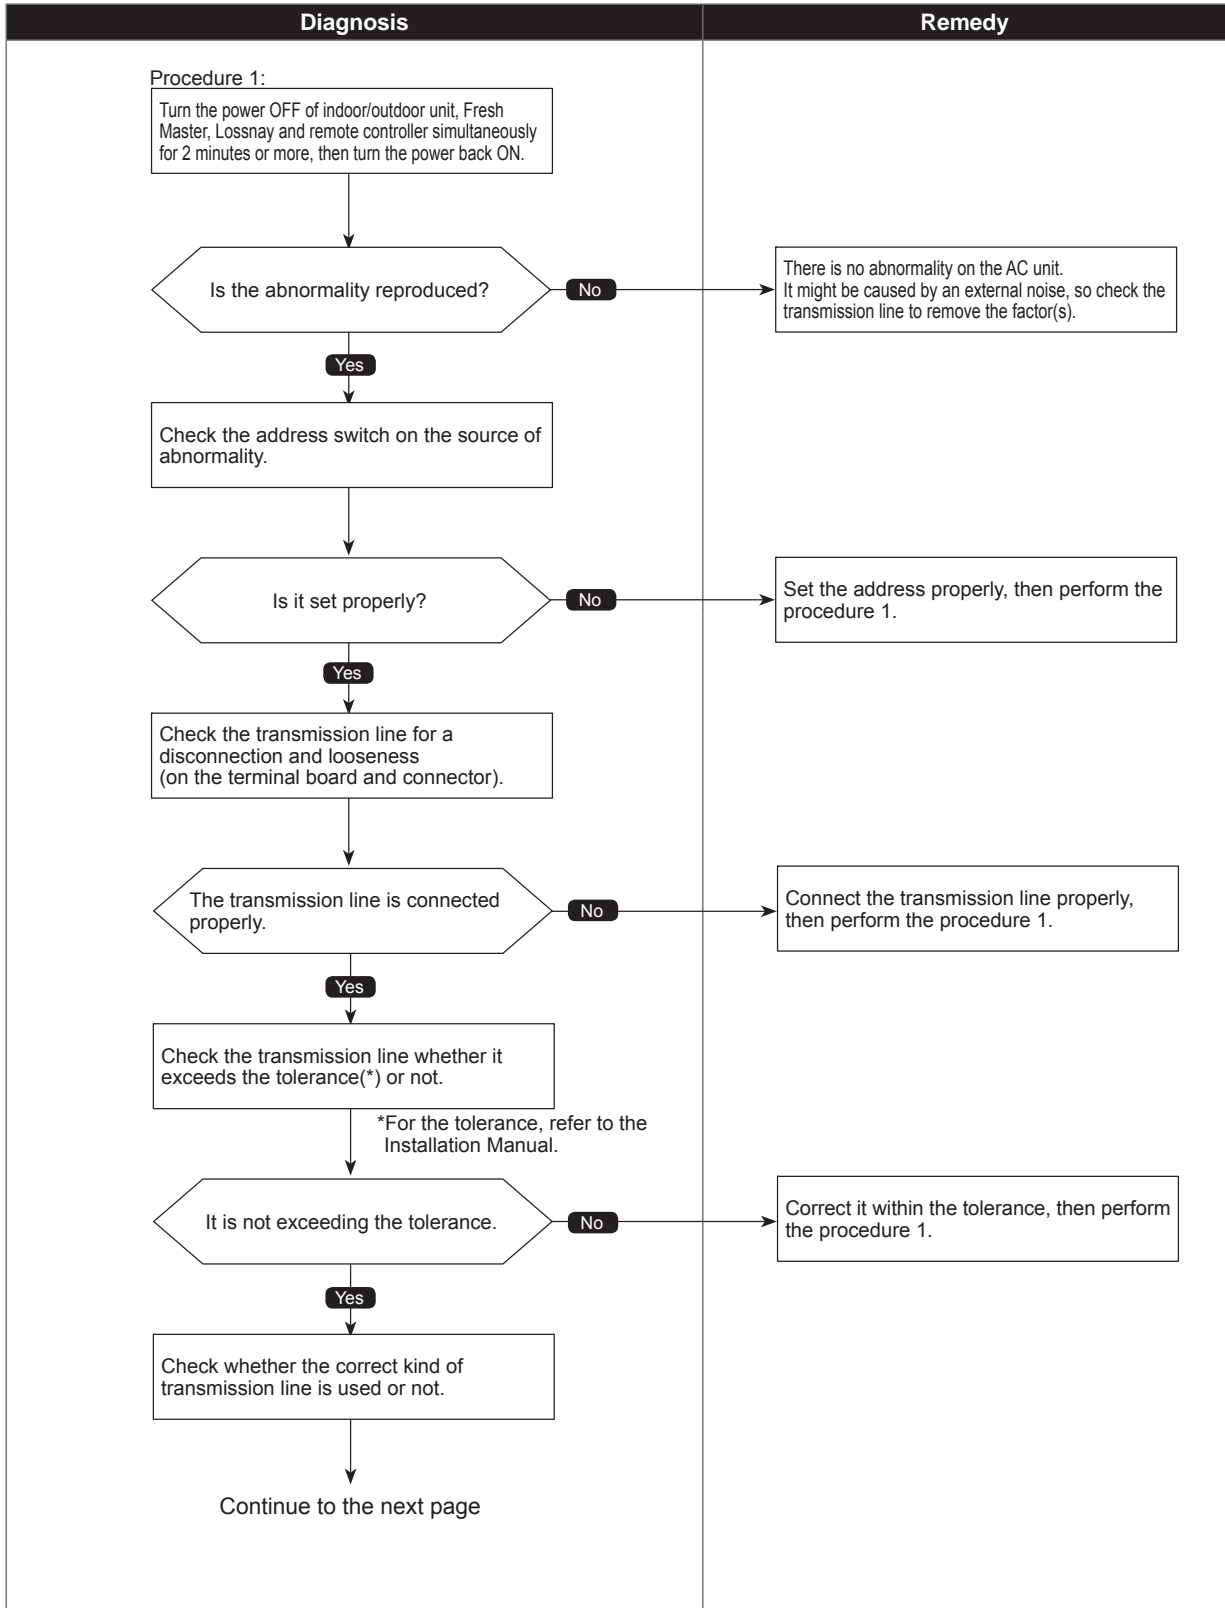 Diagnosis
Remedy
Procedure 1:
Turn the power OFF of indoor/outdoor unit, Fresh
Master, Lossnay and remote controller simultaneously
for 2 minutes or more, then turn the power back ON.
Is the abnormality reproduced?
No
There is no abnormality on the AC unit.
It might be caused by an external noise, so check the
transmission line to remove the factor(s).
Yes
Check the address switch on the source of
abnormality.
Is it set properly?
No
Set the address properly, then perform the
procedure 1.
Yes
Check the transmission line for a
disconnection and looseness
(on the terminal board and connector).
The transmission line is connected
properly.
No
Connect the transmission line properly,
then perform the procedure 1.
Yes
Check the transmission line whether it
exceeds the tolerance(*) or not.
*For the tolerance, refer to the
Installation Manual.
It is not exceeding the tolerance.
No
Correct it within the tolerance, then perform
the procedure 1.
Yes
Check whether the correct kind of
transmission line is used or not.
Continue to the next page